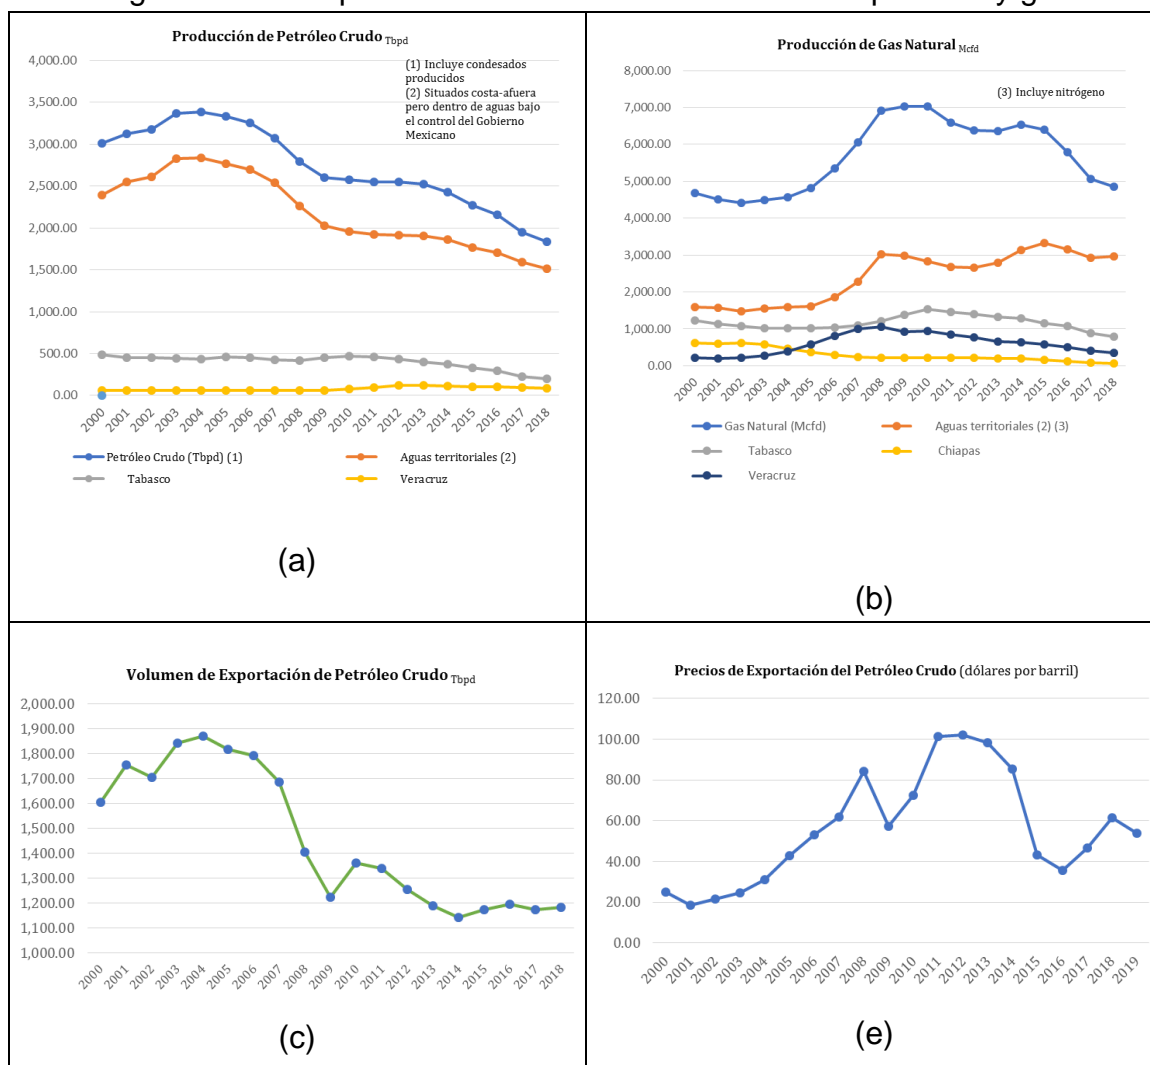 Producción de Petróleo Crudo Tbpd
(1) Incluye condesados
producidos
(2) Situados costa-afuera
pero dentro de aguas bajo
el control del Gobierno
Mexicano
4,000.00
3,500.00
3,000.00
2,500.00
2,000.00
1,500.00
1,000.00
500.00
0.00
2000 2001 2002 2003 2004 2005 2006 2007 2008 2009 2010 2011 2012 2013 2014 2015 2016 2017 2018
Petróleo Crudo (Tbpd) (1) Aguas territoriales (2)
Tabasco Veracruz
(a)
Producción de Gas Natural Mcfd
(3) Incluye nitrógeno
8,000.00
7,000.00
6,000.00
5,000.00
4,000.00
3,000.00
2,000.00
1,000.00
0.00
2000 2001 2002 2003 2004 2005 2006 2007 2008 2009 2010 2011 2012 2013 2014 2015 2016 2017 2018
Gas Natural (Mcfd) Aguas territoriales (2) (3)
Tabasco Chiapas
Veracruz
(b)
Volumen de Exportación de Petróleo Crudo Tbpd
2,000.00
1,900.00
1,800.00
1,700.00
1,600.00
1,500.00
1,400.00
1,300.00
1,200.00
1,100.00
1,000.00
2000 2001 2002 2003 2004 2005 2006 2007 2008 2009 2010 2011 2012 2013 2014 2015 2016 2017 2018
(c)
Precios de Exportación del Petróleo Crudo (dólares por barril)
120.00
100.00
80.00
60.00
40.00
20.00
0.00
2000 2001 2002 2003 2004 2005 2006 2007 2008 2009 2010 2011 2012 2013 2014 2015 2016 2017 2018 2019
(e)